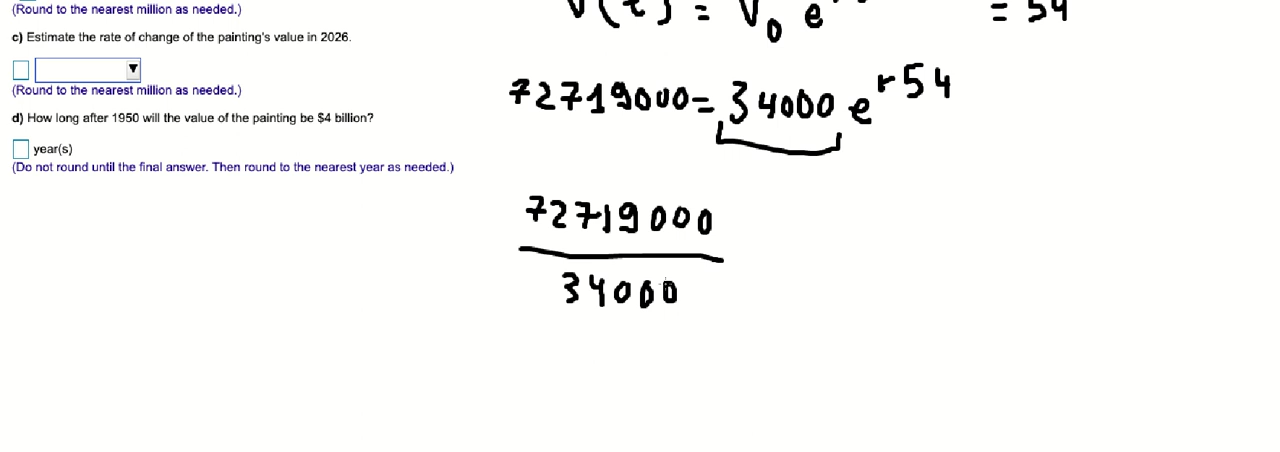 (Round to the nearest million as needed.)
c) Estimate the rate of change of the painting's value in 2026.
(Round to the nearest million as needed.)
d) How long after 1950 will the value of the painting be $4 billion?
year(s)
(Do not round until the final answer. Then round to the nearest year as needed.)
V(t) = V₀ e
= 54
72719000 = 34000 e^r54
72719000
34000